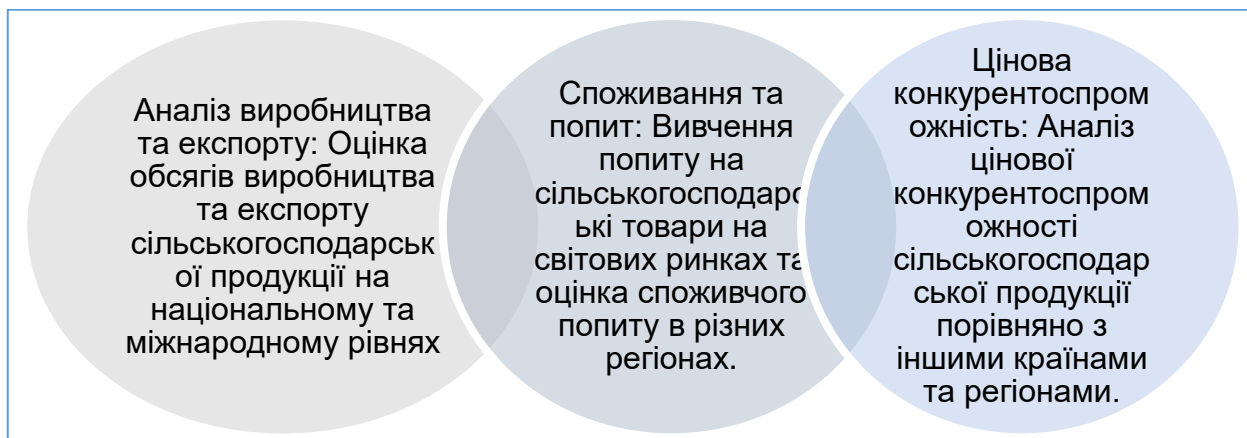 Аналіз виробництва
та експорту: Оцінка
обсягів виробництва
та експорту
сільськогосподарськ
ої продукції на
національному та
міжнародному рівнях
Споживання та
попит: Вивчення
попиту на
сільськогосподарс
ькі товари на
світових ринках та
оцінка споживчого
попиту в різних
регіонах.
Цінова
конкурентоспром
ожність: Аналіз
цінової
конкурентоспром
ожності
сільськогосподар
ської продукції
порівняно з
іншими країнами
та регіонами.